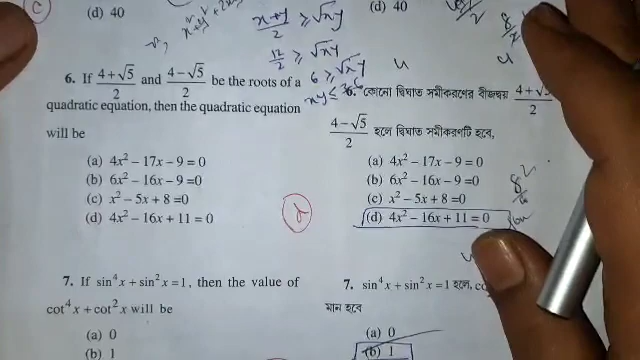 (d) 40
(d) 40
x+y/2 ≥ √xy
12/2 ≥ √xy
6 ≥ √xy
xy ≤ 36
6. If (4+√5)/2 and (4−√5)/2 be the roots of a
quadratic equation, then the quadratic equation
will be
(a) 4x² − 17x − 9 = 0
(b) 6x² − 16x − 9 = 0
(c) x² − 5x + 8 = 0
(d) 4x² − 16x + 11 = 0
7. If sin⁴x + sin²x = 1, then the value of
cot⁴x + cot²x will be
(a) 0
(b) 1
6. কোনো দ্বিঘাত সমীকরণের বীজদ্বয় (4+√5)/2
(4−√5)/2 হলে দ্বিঘাত সমীকরণটি হবে,
(a) 4x² − 17x − 9 = 0
(b) 6x² − 16x − 9 = 0
(c) x² − 5x + 8 = 0
(d) 4x² − 16x + 11 = 0
7. sin⁴x + sin²x = 1 হলে,
মান হবে
(a) 0
(b) 1